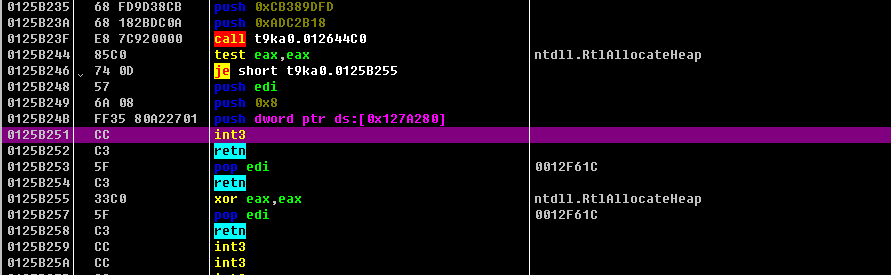 0125B235 68 FD9D38CB push 0xCB389DFD
0125B23A 68 182BDC0A push 0xADC2B18
0125B23F E8 7C920000 call t9ka0.012644C0
0125B244 85C0 test eax,eax ntdll.RtlAllocateHeap
0125B246 74 0D je short t9ka0.0125B255
0125B248 57 push edi
0125B249 6A 08 push 0x8
0125B24B FF35 80A22701 push dword ptr ds:[0x127A280]
0125B251 CC int3
0125B252 C3 retn
0125B253 5F pop edi 0012F61C
0125B254 C3 retn
0125B255 33C0 xor eax,eax ntdll.RtlAllocateHeap
0125B257 5F pop edi 0012F61C
0125B258 C3 retn
0125B259 CC int3
0125B25A CC int3